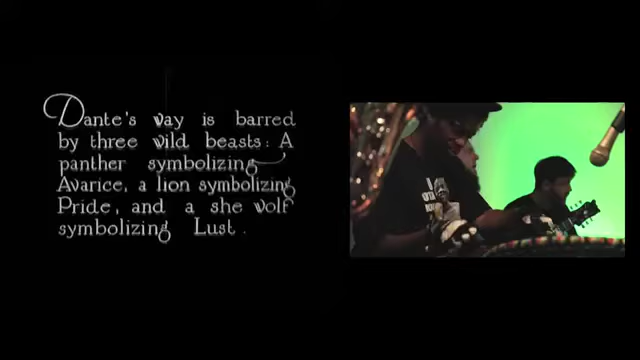 Dante's way is barred
by three wild beasts: A
panther symbolizing
Avarice, a lion symbolizing
Pride, and a she wolf
symbolizing Lust.